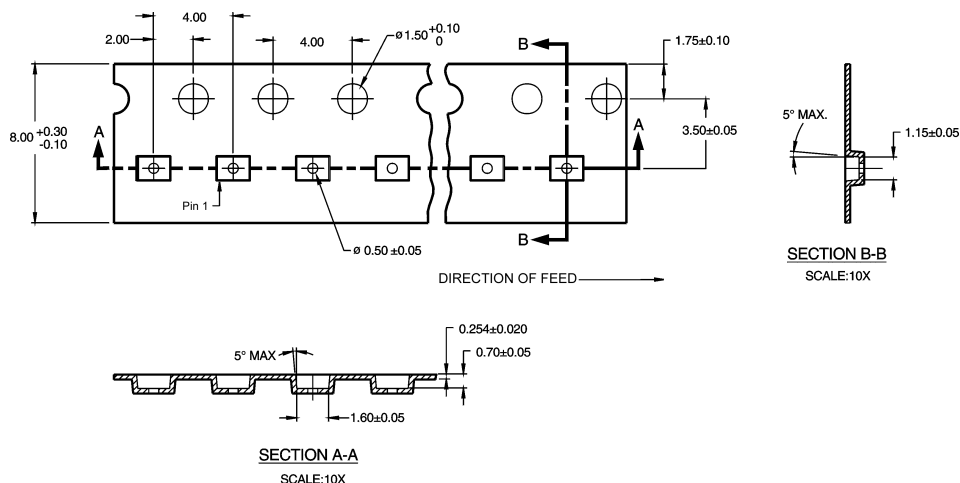 4.00
2.00
4.00
ø 1.50 +0.10
0
B
1.75±0.10
8.00 +0.30
-0.10
A
A
3.50±0.05
Pin 1
ø 0.50 ±0.05
B
DIRECTION OF FEED
5° MAX.
1.15±0.05
SECTION B-B
SCALE:10X
0.254±0.020
0.70±0.05
5° MAX
1.60±0.05
SECTION A-A
SCALE:10X